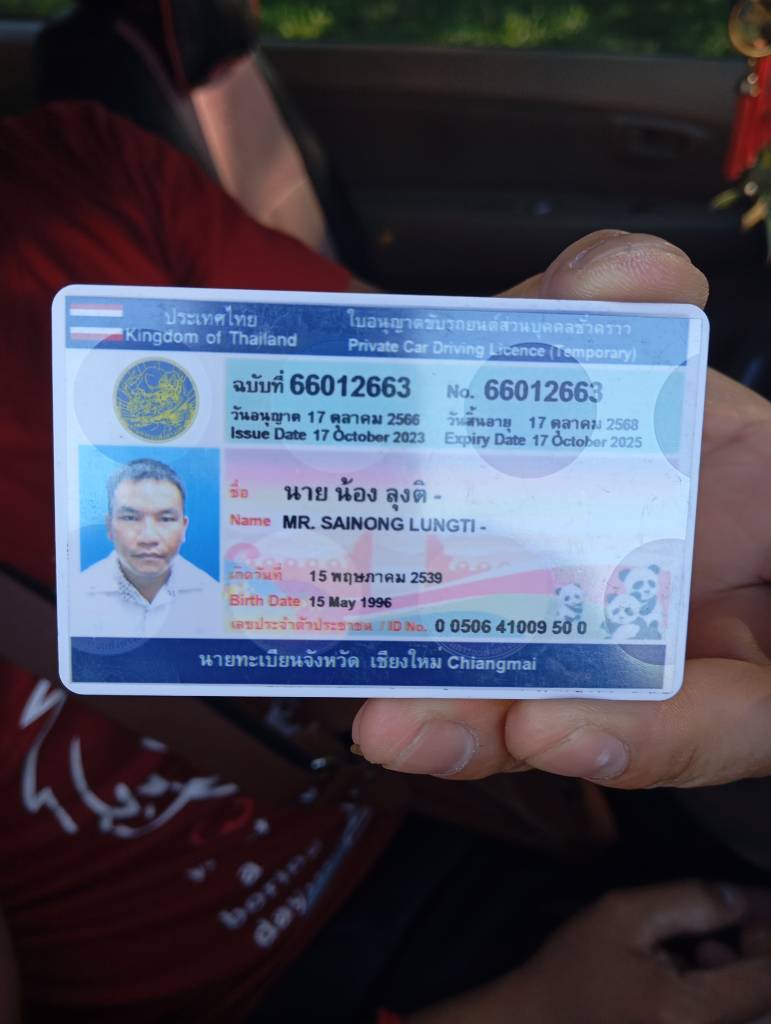 ประเทศไทย
Kingdom of Thailand
ใบอนุญาตขับรถยนต์ส่วนบุคคลชั่วคราว
Private Car Driving Licence (Temporary)
ฉบับที่ 66012663 No. 66012663
วันอนุญาต 17 ตุลาคม 2566 วันสิ้นอายุ 17 ตุลาคม 2568
Issue Date 17 October 2023 Expiry Date 17 October 2025
ชื่อ นาย น้อง ลุงติ -
Name MR. SAINONG LUNGTI -
เกิดวันที่ 15 พฤษภาคม 2539
Birth Date 15 May 1996
เลขประจำตัวประชาชน / ID No. 0 0506 41009 50 0
นายทะเบียนจังหวัด เชียงใหม่ Chiangmai
a
day